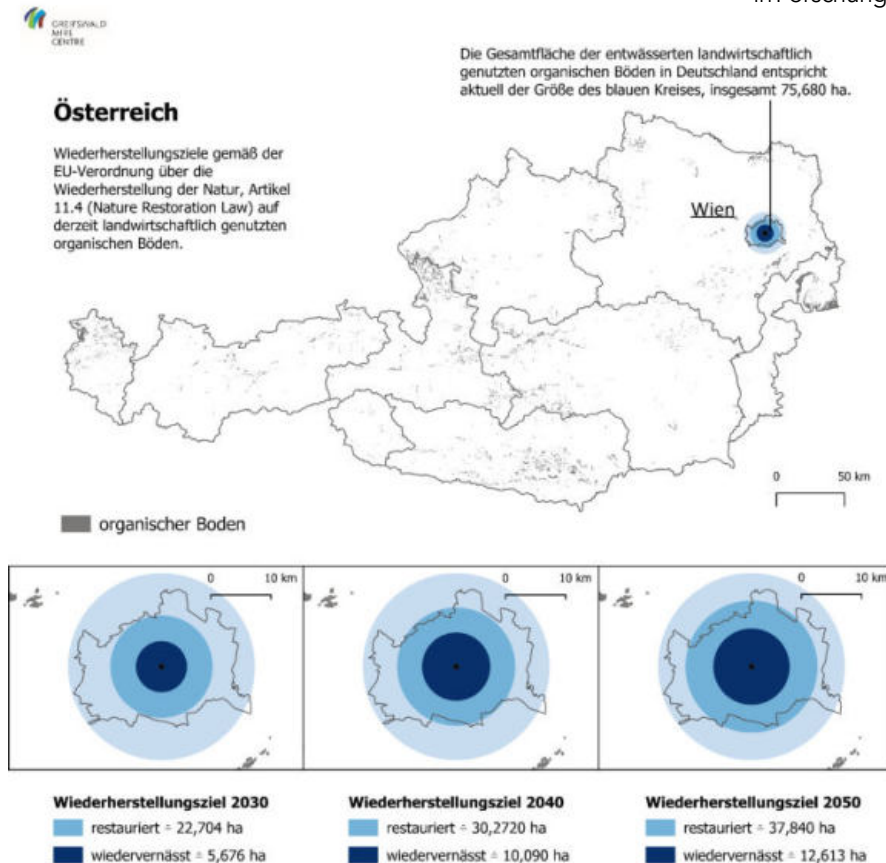 im Forschung
GREIFSWALD
MIRE
CENTRE
Die Gesamtfläche der entwässerten landwirtschaftlich
genutzten organischen Böden in Deutschland entspricht
aktuell der Größe des blauen Kreises, insgesamt 75,680 ha.
Österreich
Wiederherstellungsziele gemäß der
EU-Verordnung über die
Wiederherstellung der Natur, Artikel
11.4 (Nature Restoration Law) auf
derzeit landwirtschaftlich genutzten
organischen Böden.
Wien
0 50 km
organischer Boden
0 10 km
0 10 km
0 10 km
Wiederherstellungsziel 2030
restauriert ≙ 22,704 ha
wiedervernässt ≙ 5,676 ha
Wiederherstellungsziel 2040
restauriert ≙ 30,2720 ha
wiedervernässt ≙ 10,090 ha
Wiederherstellungsziel 2050
restauriert ≙ 37,840 ha
wiedervernässt ≙ 12,613 ha